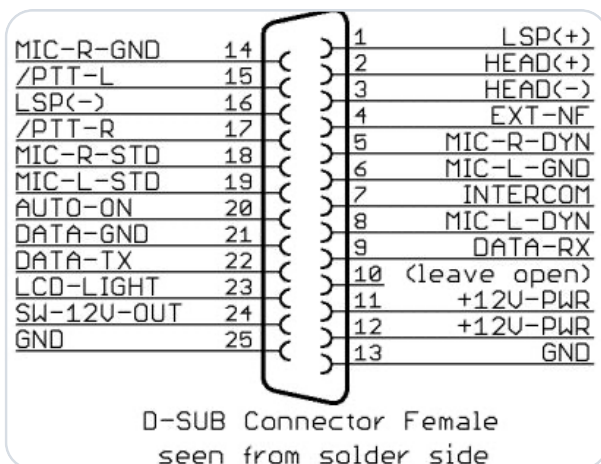 MIC-R-GND 14
/PTT-L 15
LSP(-) 16
/PTT-R 17
MIC-R-STD 18
MIC-L-STD 19
AUTO-ON 20
DATA-GND 21
DATA-TX 22
LCD-LIGHT 23
SW-12V-OUT 24
GND 25
1 LSP(+)
2 HEAD(+)
3 HEAD(-)
4 EXT-NF
5 MIC-R-DYN
6 MIC-L-GND
7 INTERCOM
8 MIC-L-DYN
9 DATA-RX
10 (leave open)
11 +12V-PWR
12 +12V-PWR
13 GND
D-SUB Connector Female
seen from solder side